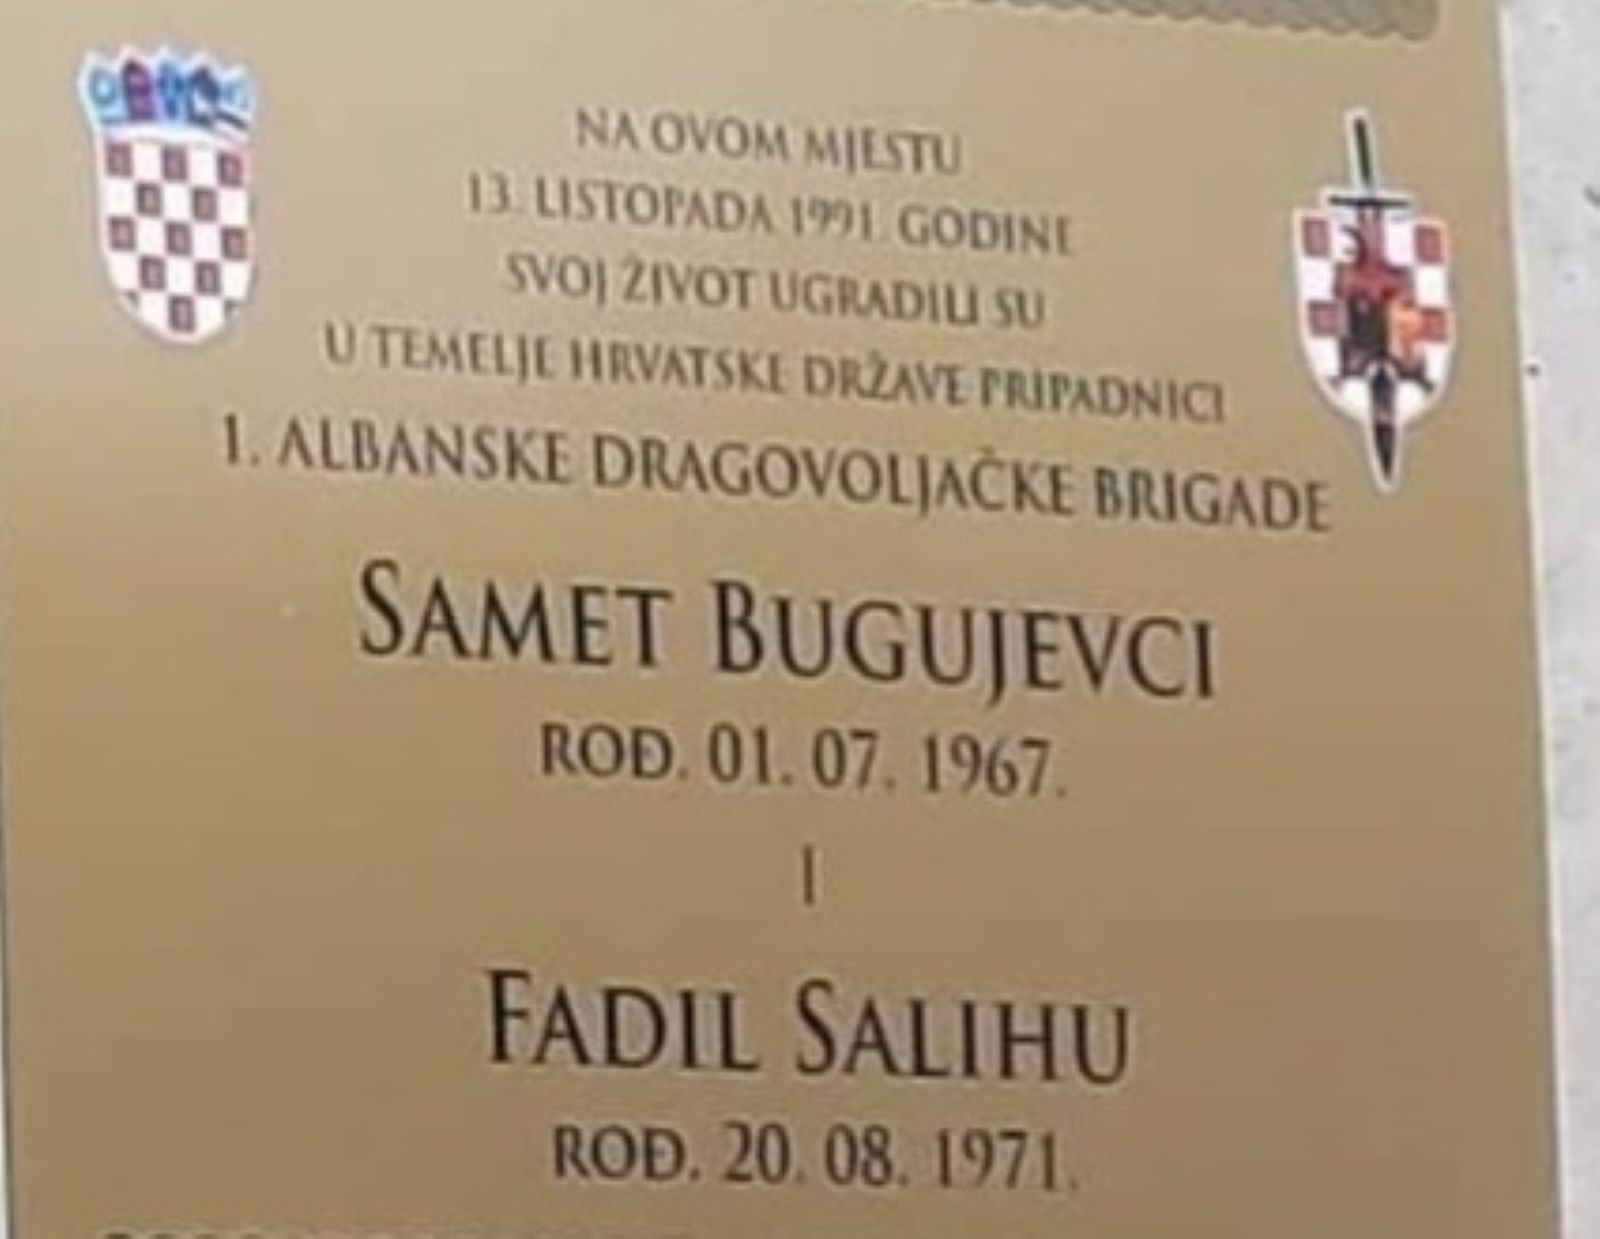 NA OVOM MJESTU
13. LISTOPADA 1991. GODINE
SVOJ ŽIVOT UGRADILI SU
U TEMELJE HRVATSKE DRŽAVE PRIPADNICI
1. ALBANSKE DRAGOVOLJAČKE BRIGADE
SAMET BUGUJEVCI
ROĐ. 01. 07. 1967.
I
FADIL SALIHU
ROĐ. 20. 08. 1971.